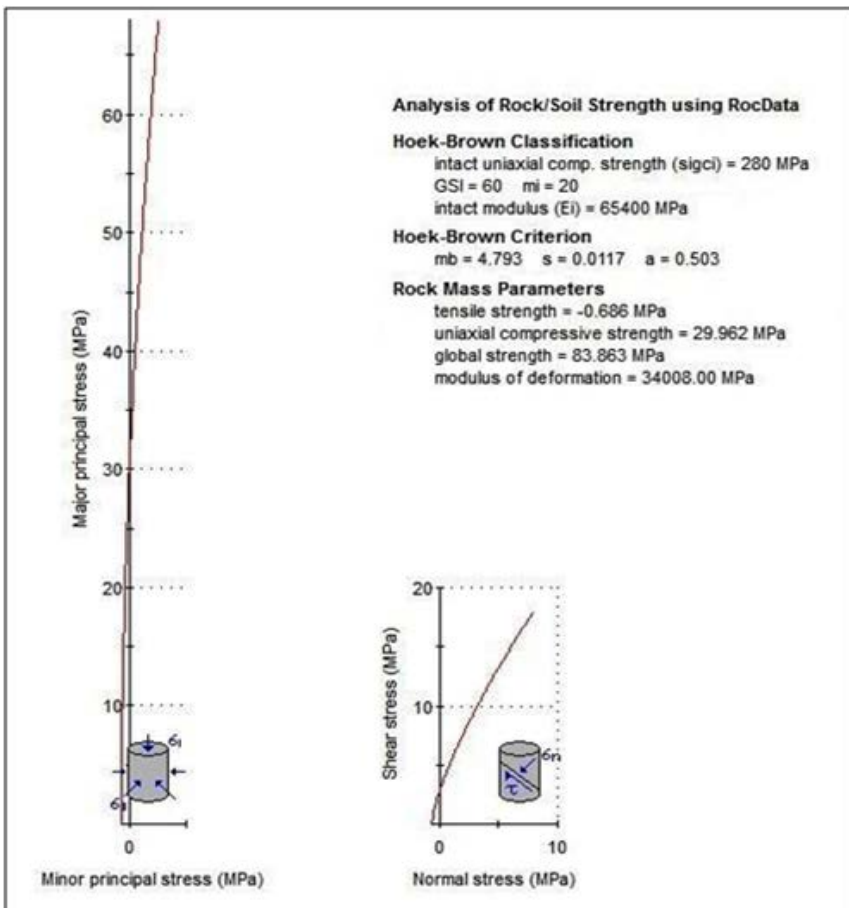 Analysis of Rock/Soil Strength using RocData
Hoek-Brown Classification
intact uniaxial comp. strength (sigci) = 280 MPa
GSI = 60 mi = 20
intact modulus (Ei) = 65400 MPa
Hoek-Brown Criterion
mb = 4.793 s = 0.0117 a = 0.503
Rock Mass Parameters
tensile strength = -0.686 MPa
uniaxial compressive strength = 29.962 MPa
global strength = 83.863 MPa
modulus of deformation = 34008.00 MPa
Major principal stress (MPa)
60
50
40
30
20
10
σ1
σ3
0
Minor principal stress (MPa)
Shear stress (MPa)
20
10
σn
τ
0
10
Normal stress (MPa)